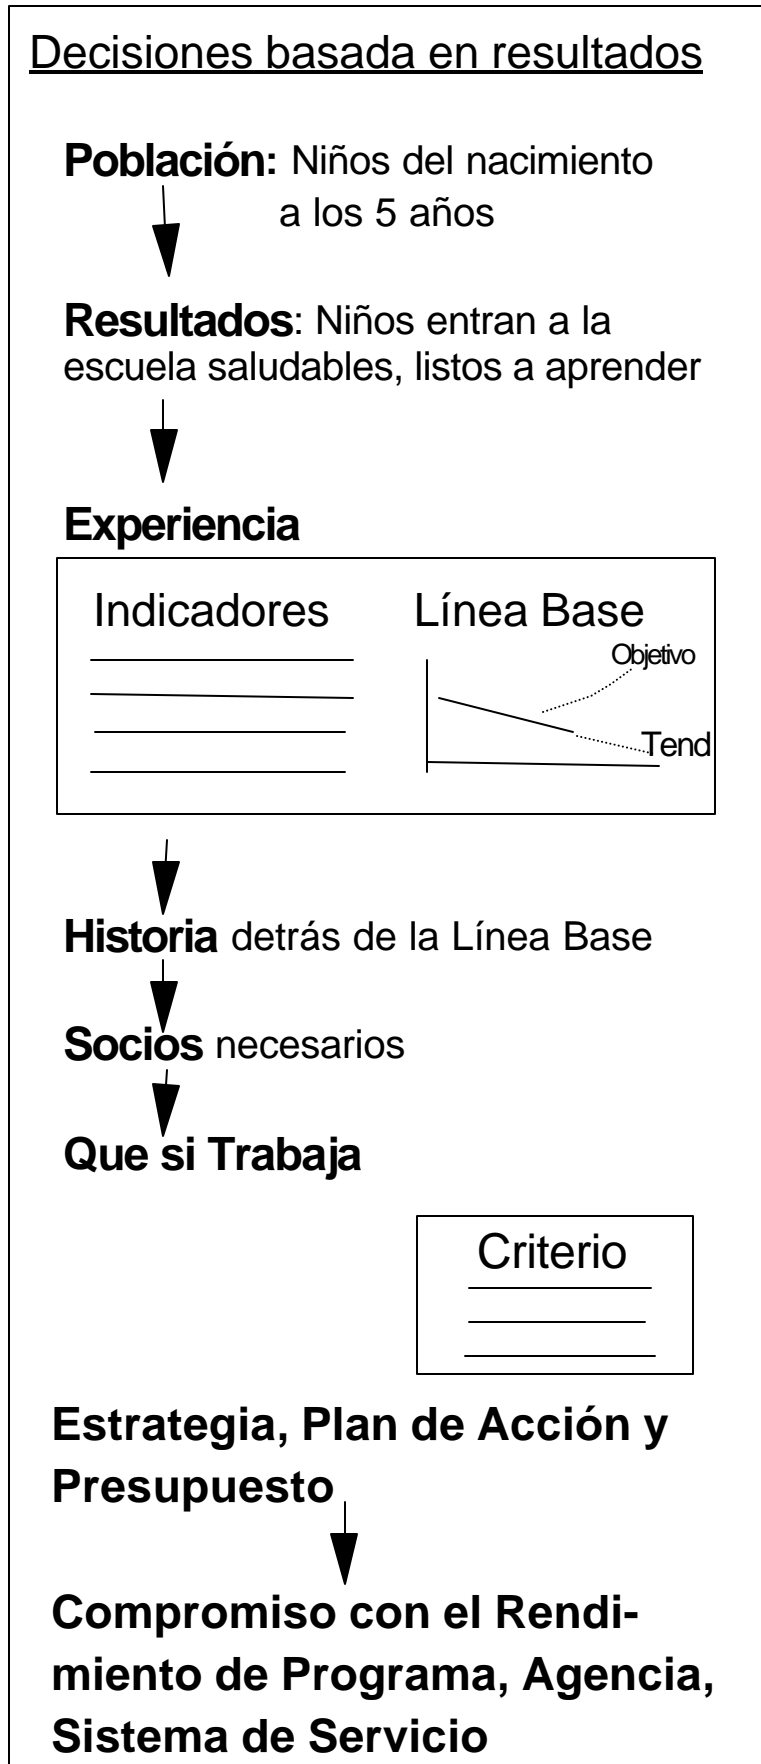 Decisiones basada en resultados
Población: Niños del nacimiento
a los 5 años
Resultados: Niños entran a la
escuela saludables, listos a aprender
Experiencia
Indicadores
Línea Base
Objetivo
Tend
Historia detrás de la Línea Base
Socios necesarios
Que si Trabaja
Criterio
Estrategia, Plan de Acción y
Presupuesto
Compromiso con el Rendi-
miento de Programa, Agencia,
Sistema de Servicio